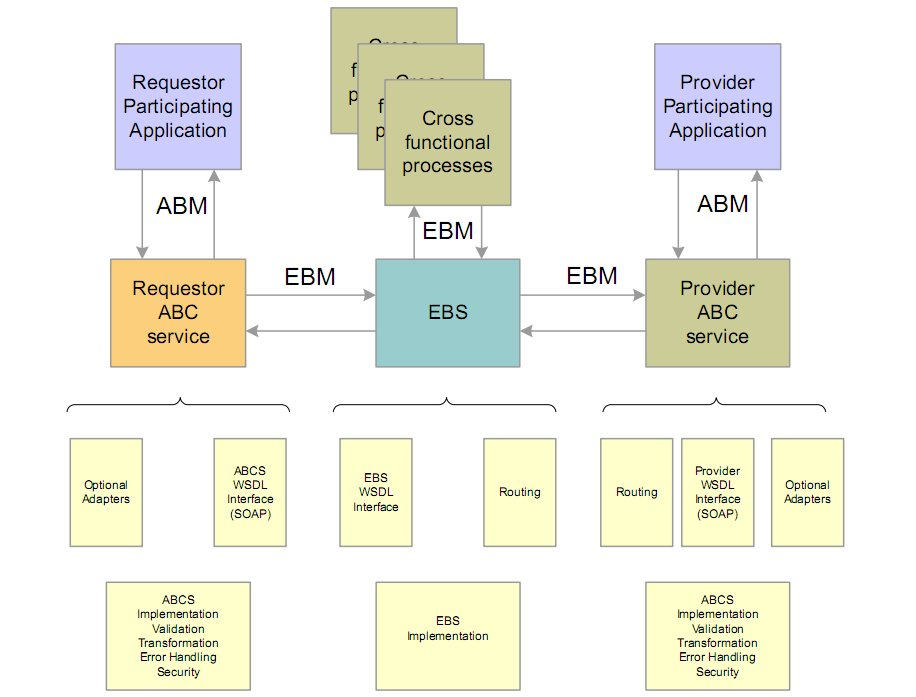 Cross
f
p
Cross
f
p
Cross
functional
processes
Requestor
Participating
Application
Provider
Participating
Application
ABM
EBM
ABM
Requestor
ABC
service
EBM
EBS
EBM
Provider
ABC
service
Optional
Adapters
ABCS
WSDL
Interface
(SOAP)
EBS
WSDL
Interface
Routing
Routing
Provider
WSDL
Interface
(SOAP)
Optional
Adapters
ABCS
Implementation
Validation
Transformation
Error Handling
Security
EBS
Implementation
ABCS
Implementation
Validation
Transformation
Error Handling
Security